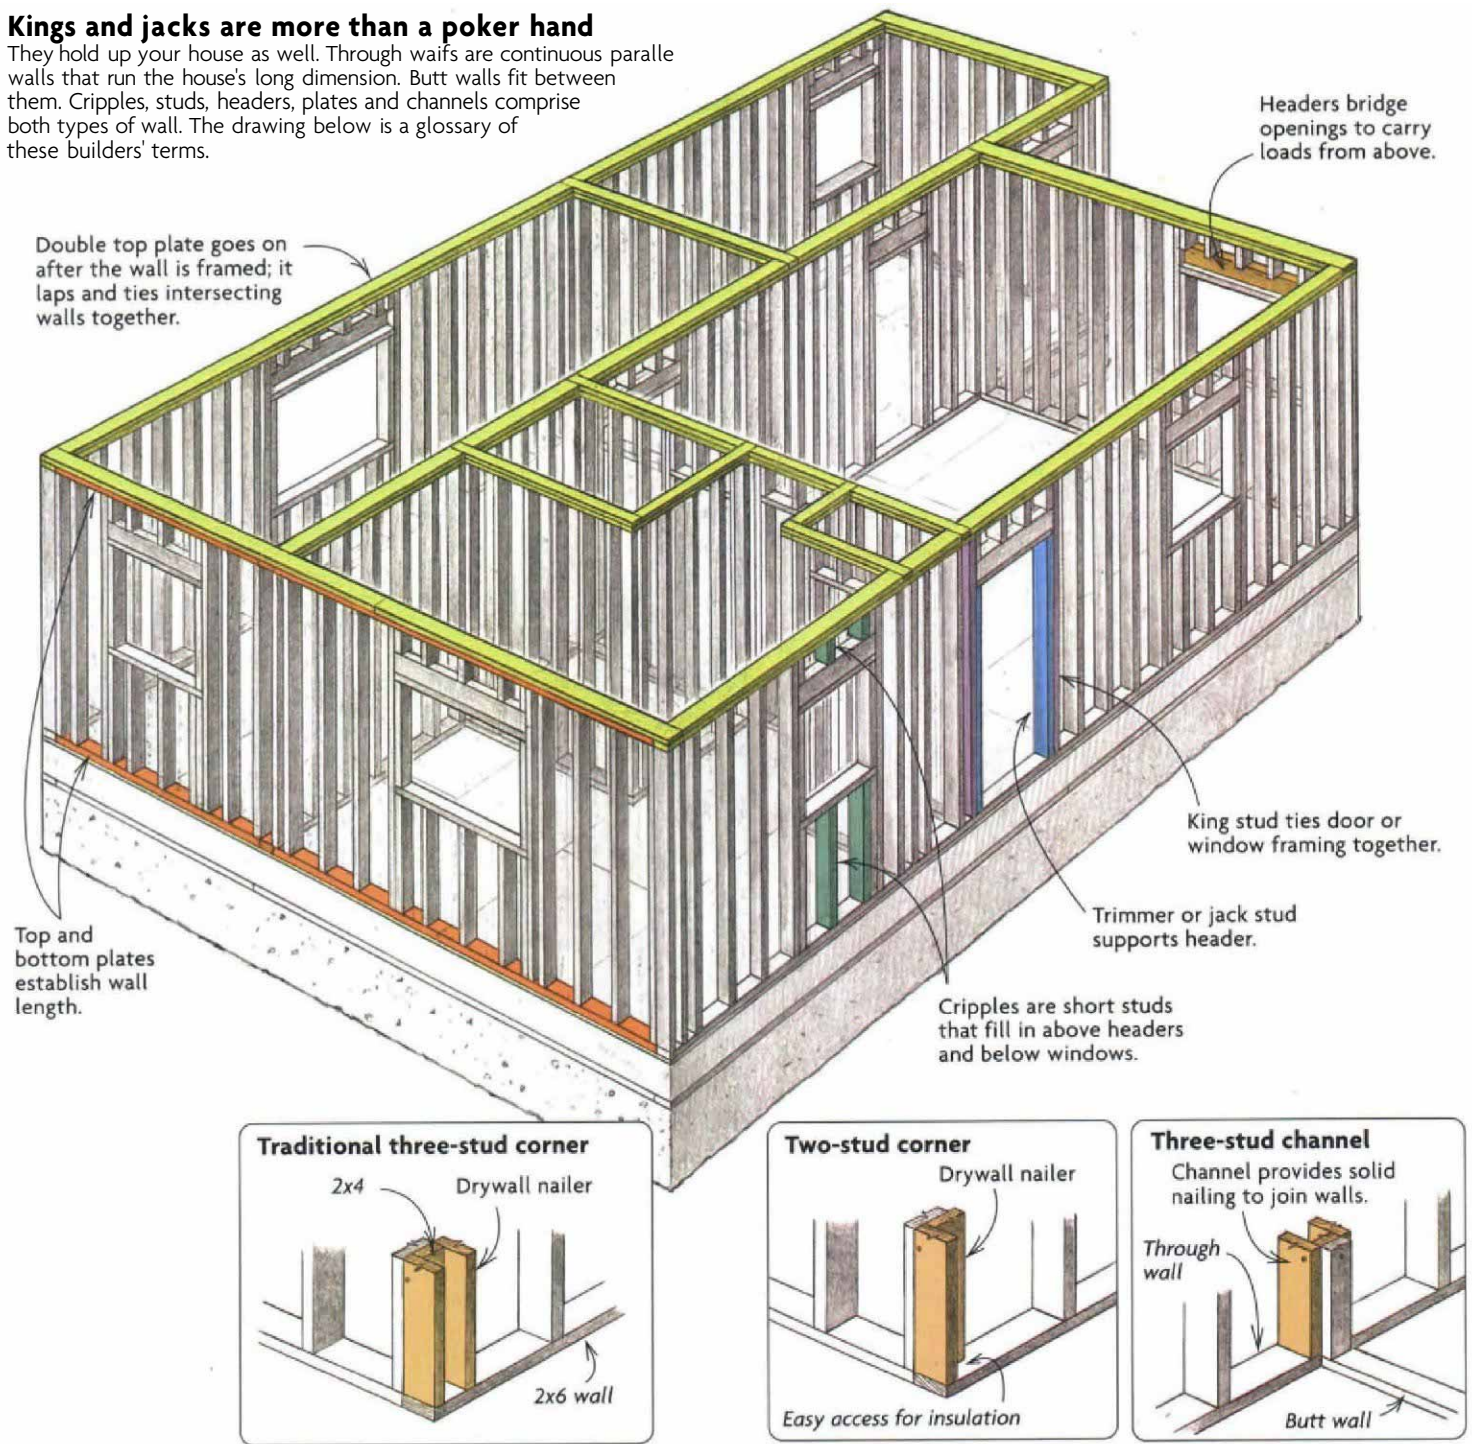 Kings and jacks are more than a poker hand
They hold up your house as well. Through waifs are continuous paralle
walls that run the house's long dimension. Butt walls fit between
them. Cripples, studs, headers, plates and channels comprise
both types of wall. The drawing below is a glossary of
these builders' terms.
Headers bridge
openings to carry
loads from above.
Double top plate goes on
after the wall is framed; it
laps and ties intersecting
walls together.
King stud ties door or
window framing together.
Trimmer or jack stud
supports header.
Top and
bottom plates
establish wall
length.
Cripples are short studs
that fill in above headers
and below windows.
Traditional three-stud corner
2x4
Drywall nailer
2x6 wall
Two-stud corner
Drywall nailer
Easy access for insulation
Three-stud channel
Channel provides solid
nailing to join walls.
Through
wall
Butt wall